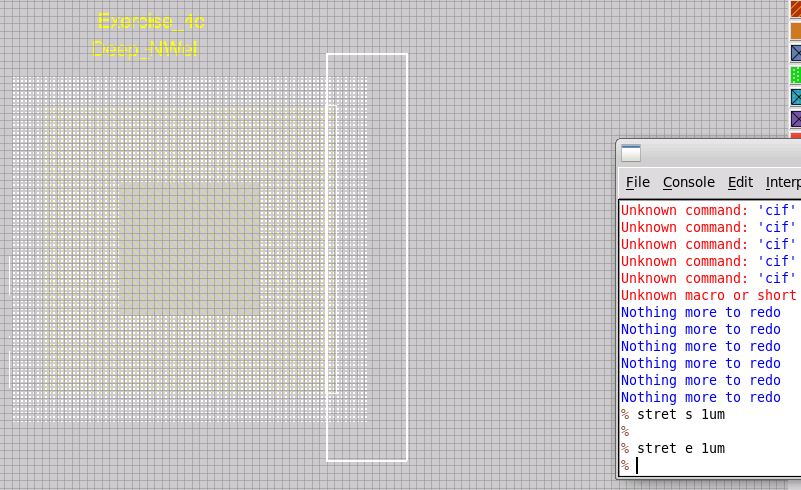 Exercise_4c
Deep_NWell
File Console Edit Interp
Unknown command: 'cif'
Unknown command: 'cif'
Unknown command: 'cif'
Unknown command: 'cif'
Unknown command: 'cif'
Unknown macro or short
Nothing more to redo
Nothing more to redo
Nothing more to redo
Nothing more to redo
Nothing more to redo
Nothing more to redo
% stret s 1um
%
% stret e 1um
%